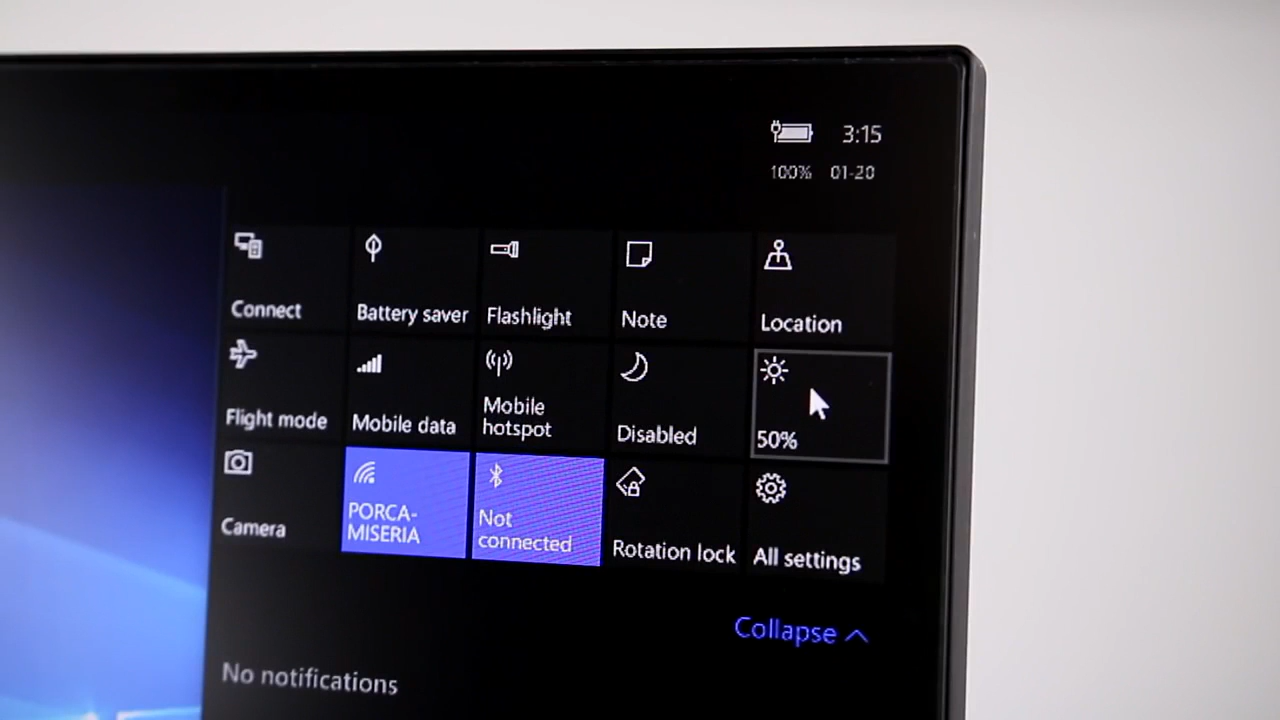 3:15
100% 01-20
Connect
Battery saver
Flashlight
Note
Location
Flight mode
Mobile data
Mobile
hotspot
Disabled
50%
Camera
PORCA-
MISERIA
Not
connected
Rotation lock
All settings
Collapse
No notifications